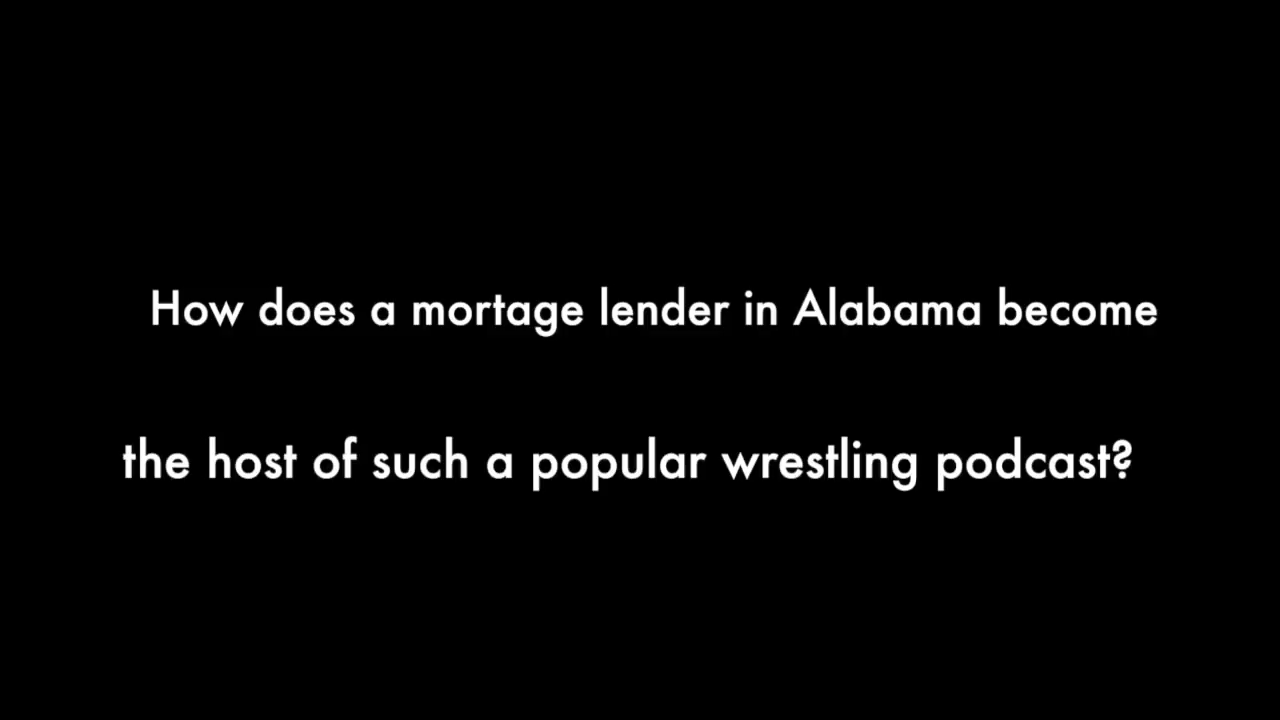 How does a mortage lender in Alabama become
the host of such a popular wrestling podcast?